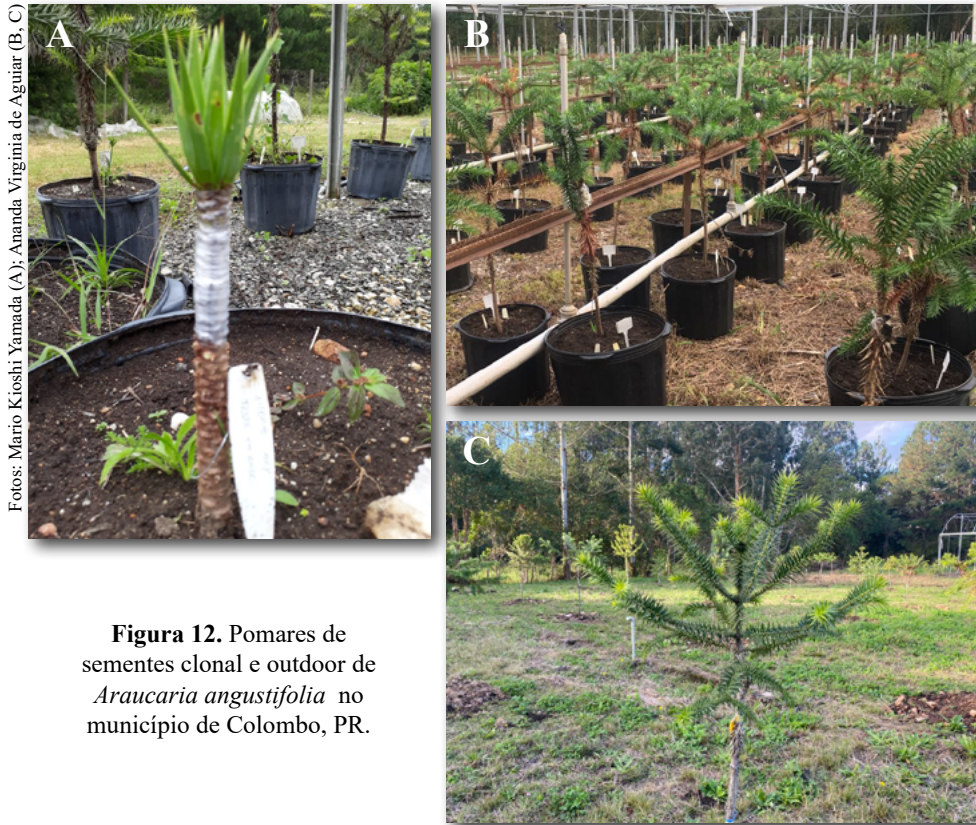 Fotos: Mario Kioshi Yamada (A); Ananda Virginia de Aguiar (B, C)
A
B
C
Figura 12. Pomares de
sementes clonal e outdoor de
Araucaria angustifolia no
município de Colombo, PR.